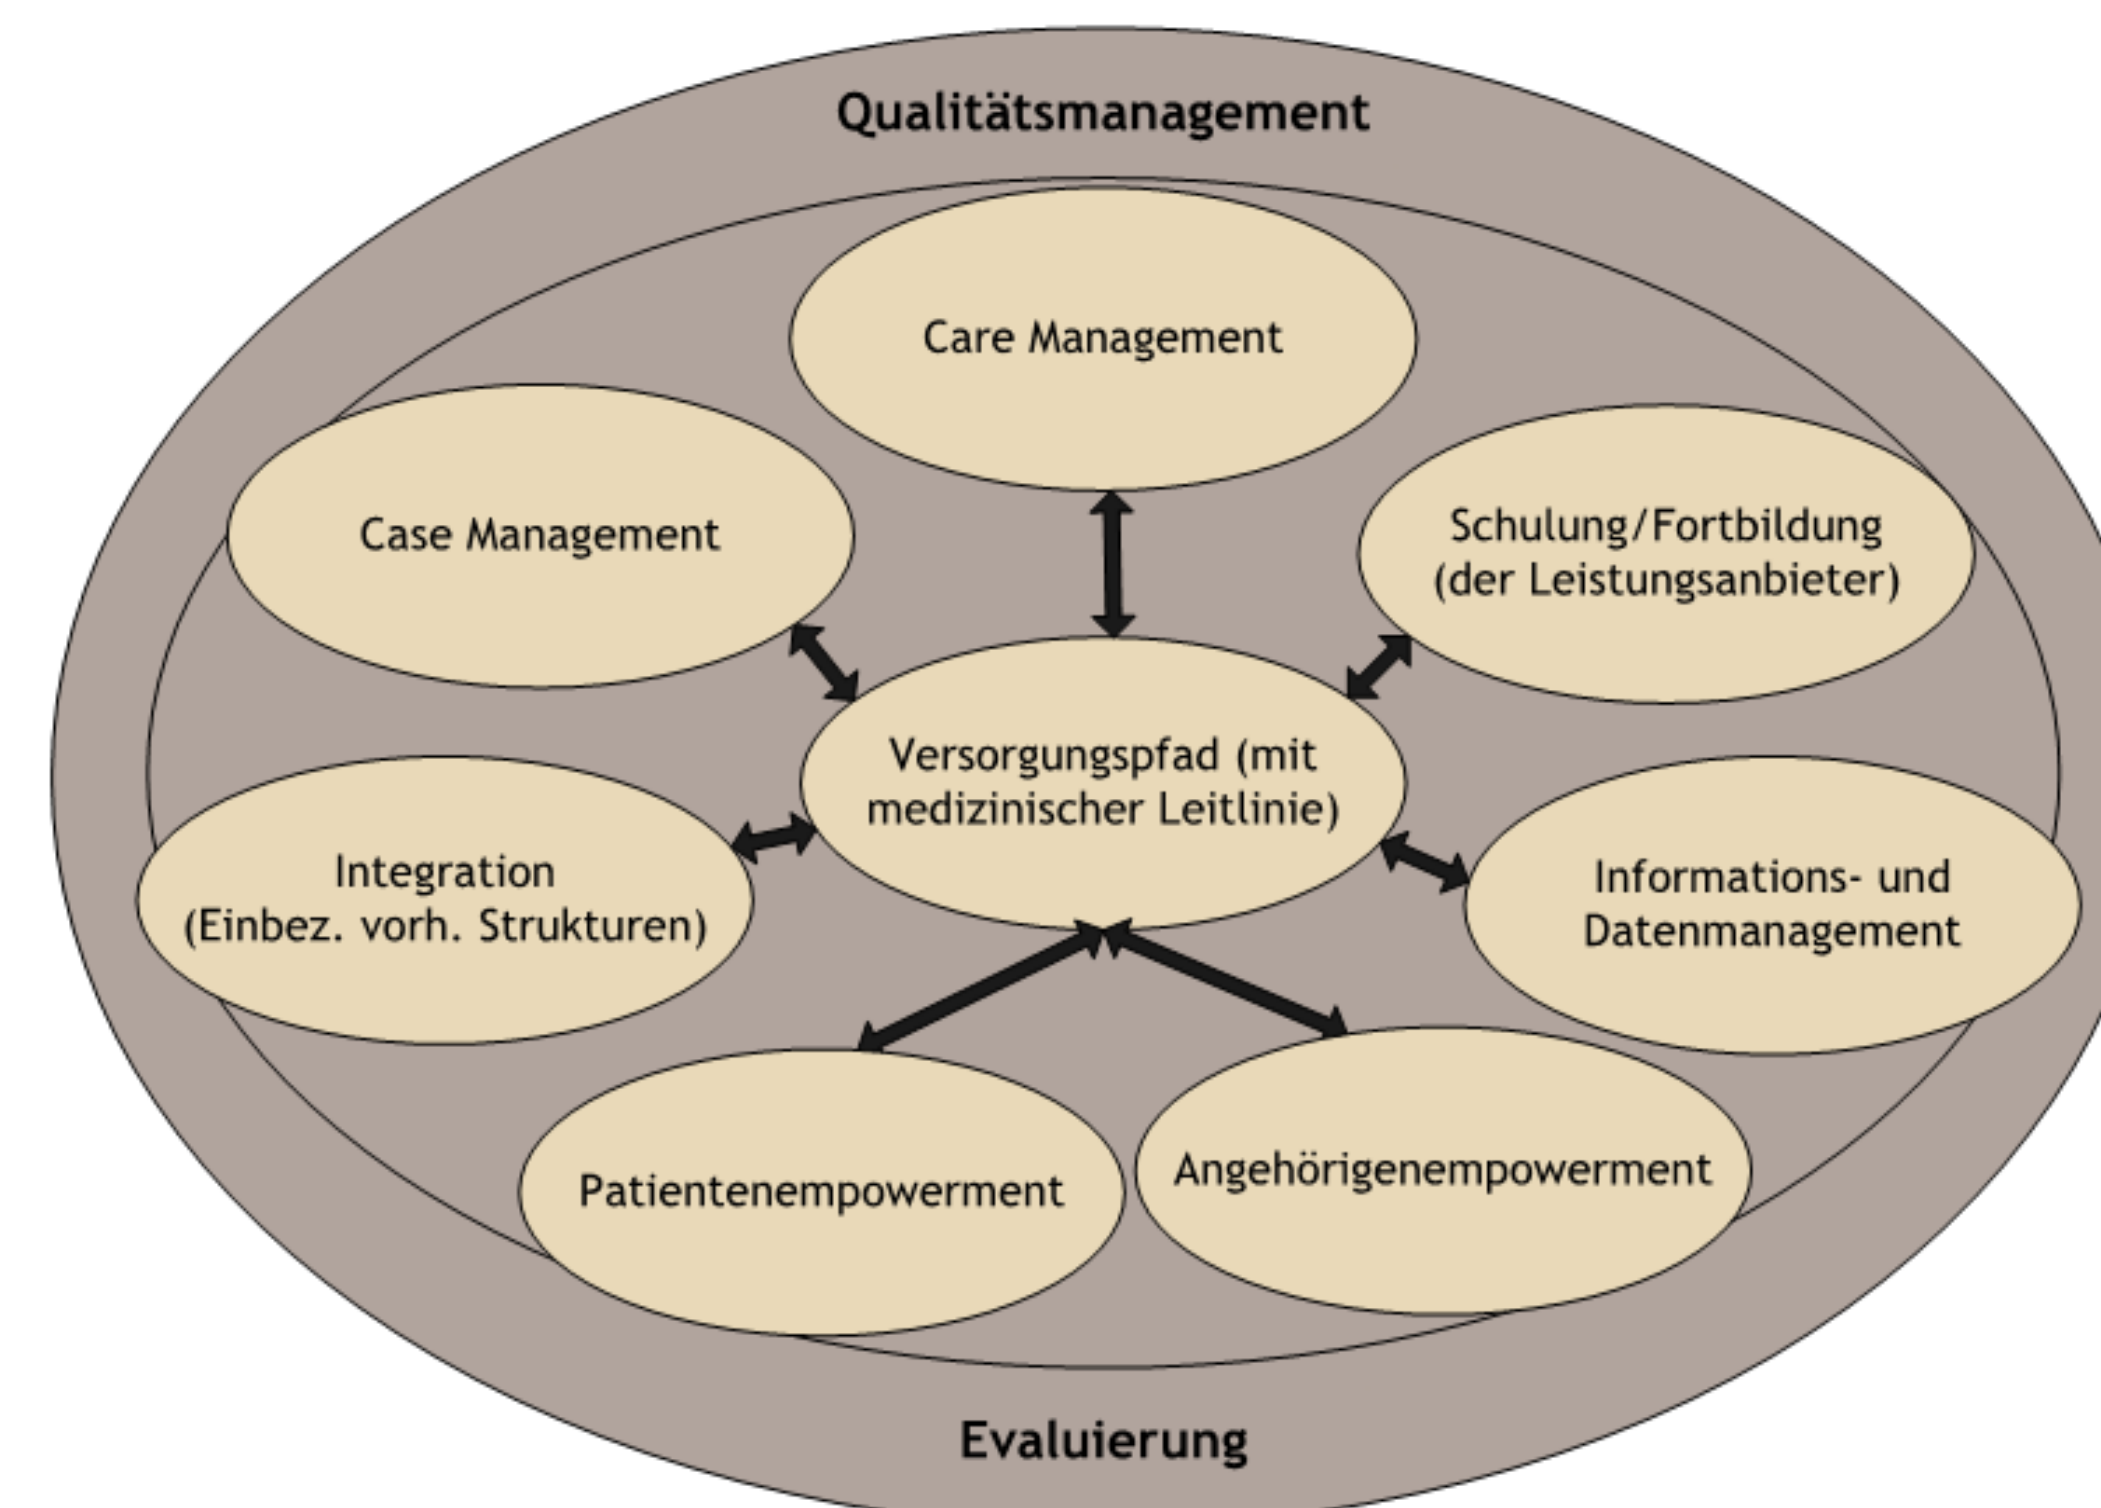 Qualitätsmanagement
Care Management
Case Management
Schulung/Fortbildung
(der Leistungsanbieter)
Versorgungspfad (mit
medizinischer Leitlinie)
Integration
(Einbez. vorh. Strukturen)
Informations- und
Datenmanagement
Patientenempowerment
Angehörigenempowerment
Evaluierung